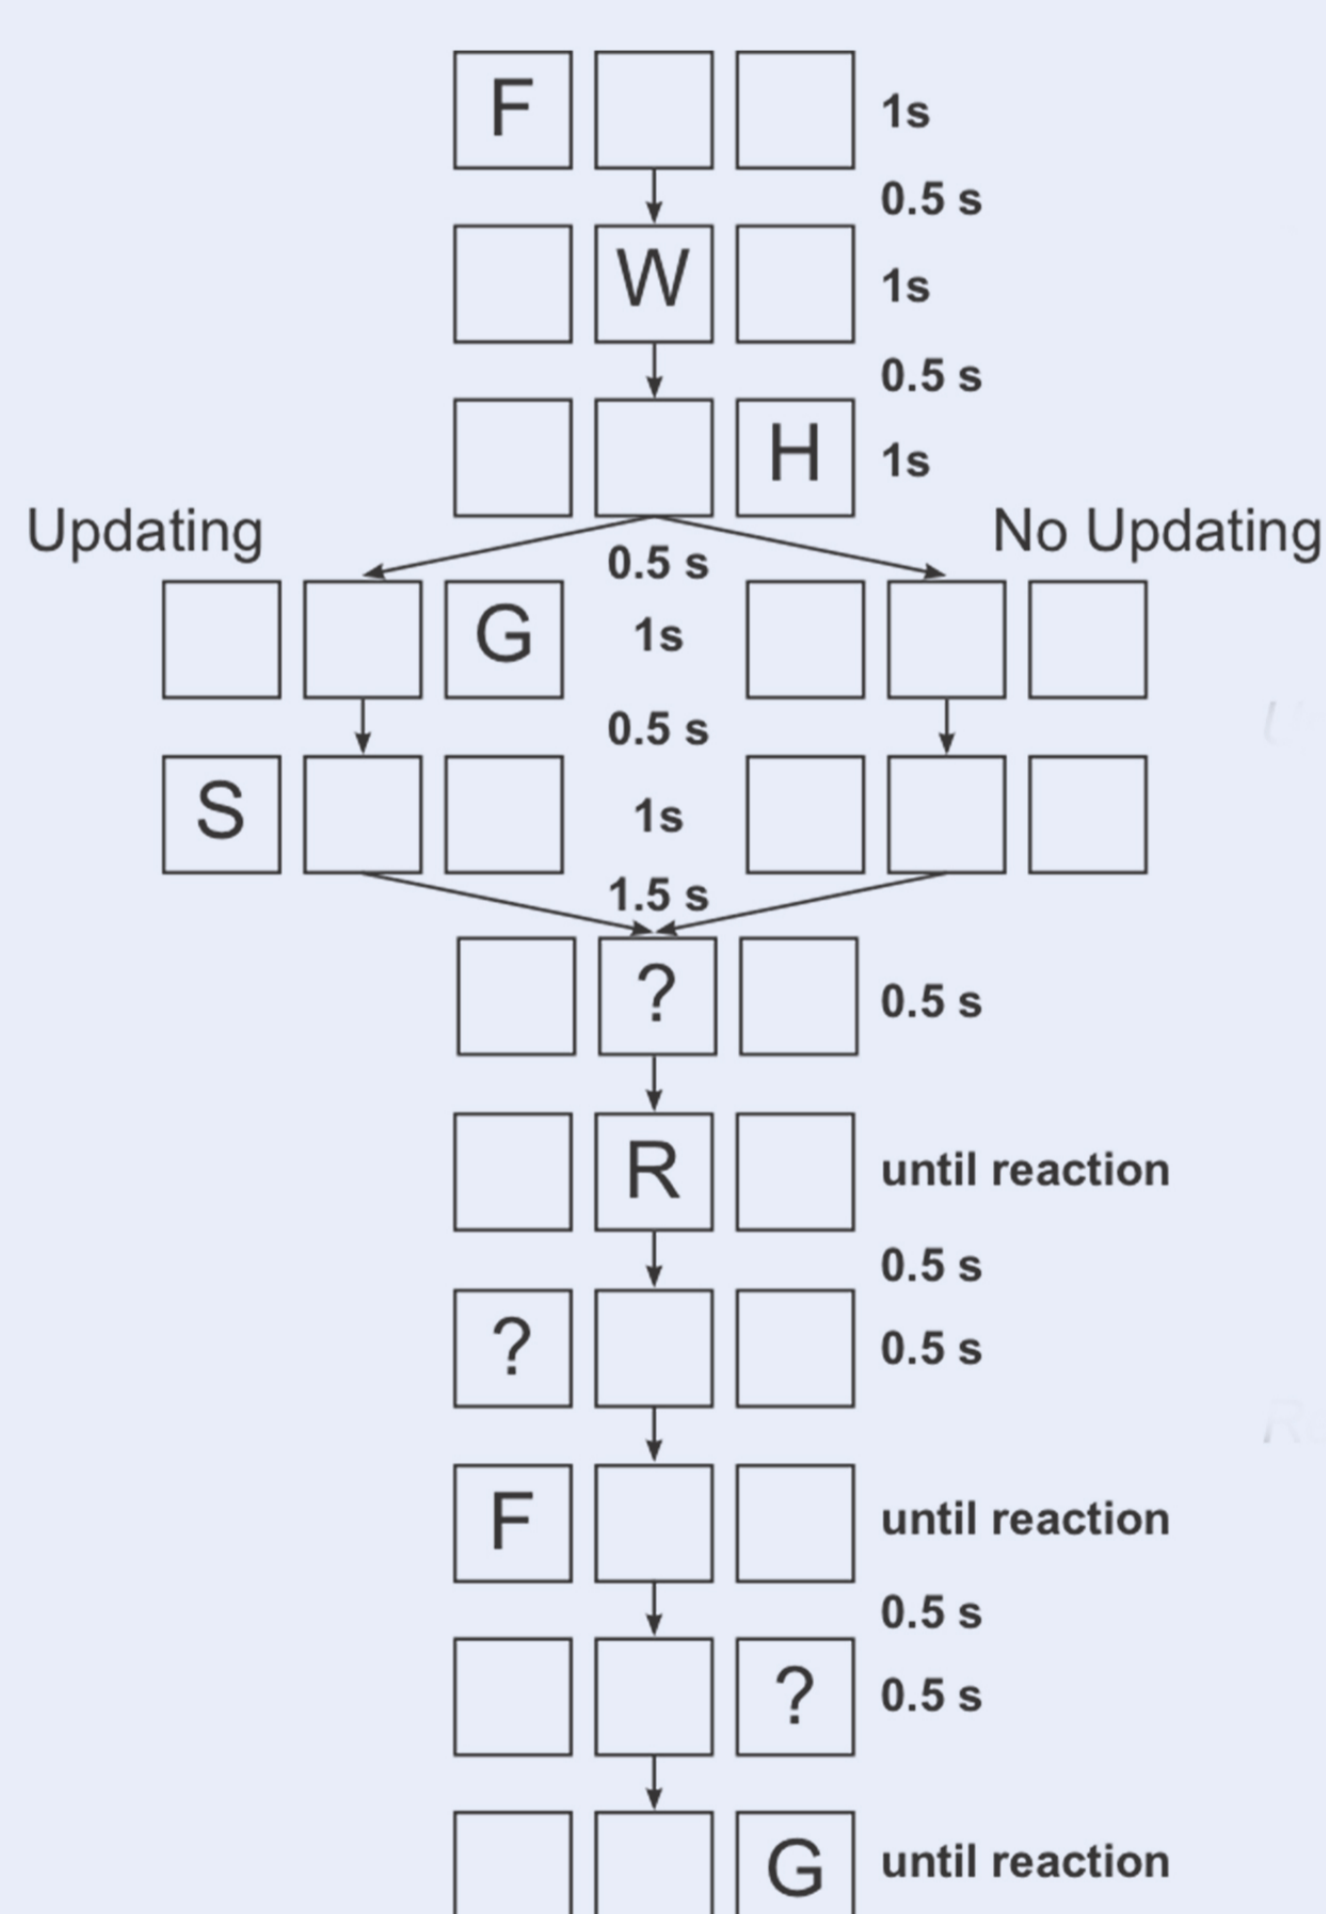 F 1s
0.5 s
W 1s
0.5 s
H 1s
Updating 0.5 s No Updating
G 1s
0.5 s
S 1s
1.5 s
? 0.5 s
R until reaction
0.5 s
? 0.5 s
F until reaction
0.5 s
? 0.5 s
G until reaction